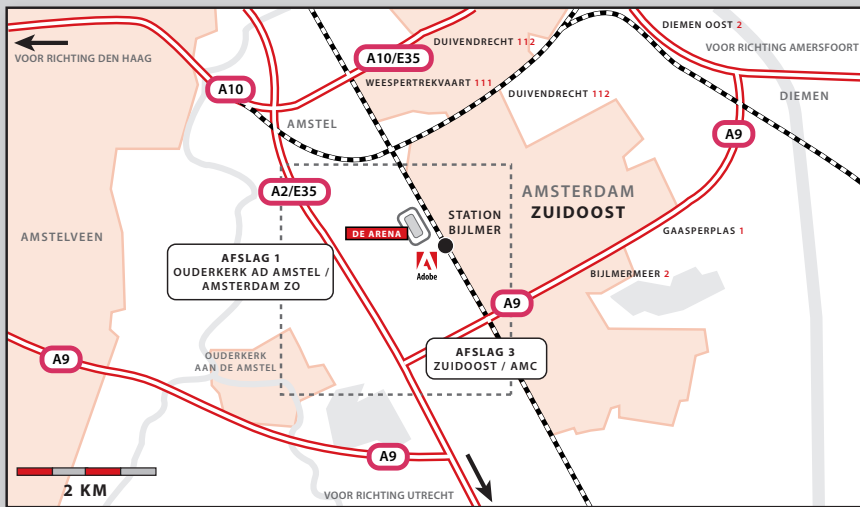 DIEMEN OOST 2
VOOR RICHTING AMERSFOORT
DUIVENDRECHT 112
A10/E35
VOOR RICHTING DEN HAAG
WEESPERTREKVAART 111
A10
DUIVENDRECHT 112
DIEMEN
AMSTEL
A9
A2/E35
AMSTERDAM
ZUIDOOST
STATION
BIJLMER
DE ARENA
GAASPERPLAS 1
AMSTELVEEN
AFSLAG 1
OUDERKERK AD AMSTEL /
AMSTERDAM ZO
Adobe
BIJLMERMEER 2
A9
AFSLAG 3
ZUIDOOST / AMC
A9
OUDERKERK
AAN DE AMSTEL
A9
2 KM
VOOR RICHTING UTRECHT